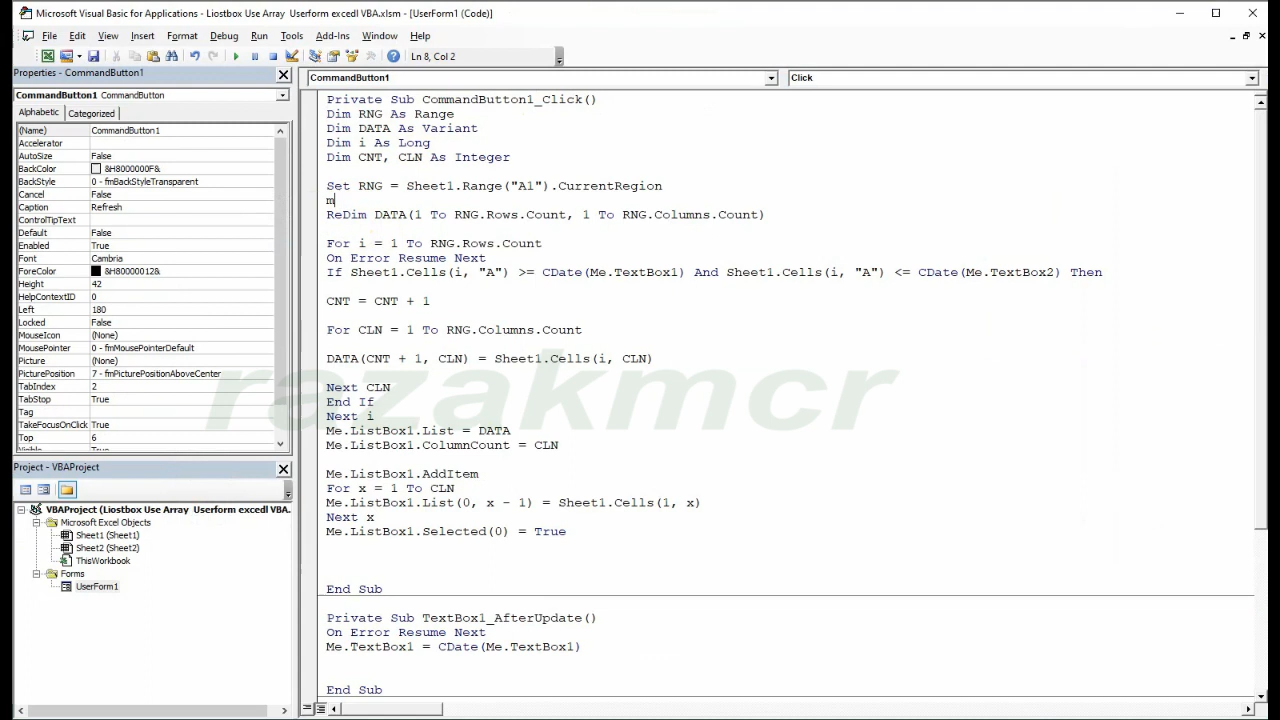 Microsoft Visual Basic for Applications - Liostbox Use Array Userform excedl VBA.xlsm - [UserForm1 (Code)]
File Edit View Insert Format Debug Run Tools Add-Ins Window Help
Ln 8, Col 2
Properties - CommandButton1
CommandButton1 CommandButton
Alphabetic Categorized
(Name) CommandButton1
Accelerator
AutoSize False
BackColor &H8000000F&
BackStyle 0 - fmBackStyleTransparent
Cancel False
Caption Refresh
ControlTipText
Default False
Enabled True
Font Cambria
ForeColor &H80000012&
Height 42
HelpContextID 0
Left 180
Locked False
MouseIcon (None)
MousePointer 0 - fmMousePointerDefault
Picture (None)
PicturePosition 7 - fmPicturePositionAboveCenter
TabIndex 2
TabStop True
Tag
TakeFocusOnClick True
Top 6
Project - VBAProject
VBAProject (Liostbox Use Array Userform excedl VBA.
Microsoft Excel Objects
Sheet1 (Sheet1)
Sheet2 (Sheet2)
ThisWorkbook
Forms
UserForm1
CommandButton1 Click
Private Sub CommandButton1_Click()
Dim RNG As Range
Dim DATA As Variant
Dim i As Long
Dim CNT, CLN As Integer
Set RNG = Sheet1.Range("A1").CurrentRegion
m
ReDim DATA(1 To RNG.Rows.Count, 1 To RNG.Columns.Count)
For i = 1 To RNG.Rows.Count
On Error Resume Next
If Sheet1.Cells(i, "A") >= CDate(Me.TextBox1) And Sheet1.Cells(i, "A") <= CDate(Me.TextBox2) Then
CNT = CNT + 1
For CLN = 1 To RNG.Columns.Count
DATA(CNT + 1, CLN) = Sheet1.Cells(i, CLN)
Next CLN
End If
Next i
Me.ListBox1.List = DATA
Me.ListBox1.ColumnCount = CLN
Me.ListBox1.AddItem
For x = 1 To CLN
Me.ListBox1.List(0, x - 1) = Sheet1.Cells(1, x)
Next x
Me.ListBox1.Selected(0) = True
End Sub
Private Sub TextBox1_AfterUpdate()
On Error Resume Next
Me.TextBox1 = CDate(Me.TextBox1)
End Sub
razakmcr